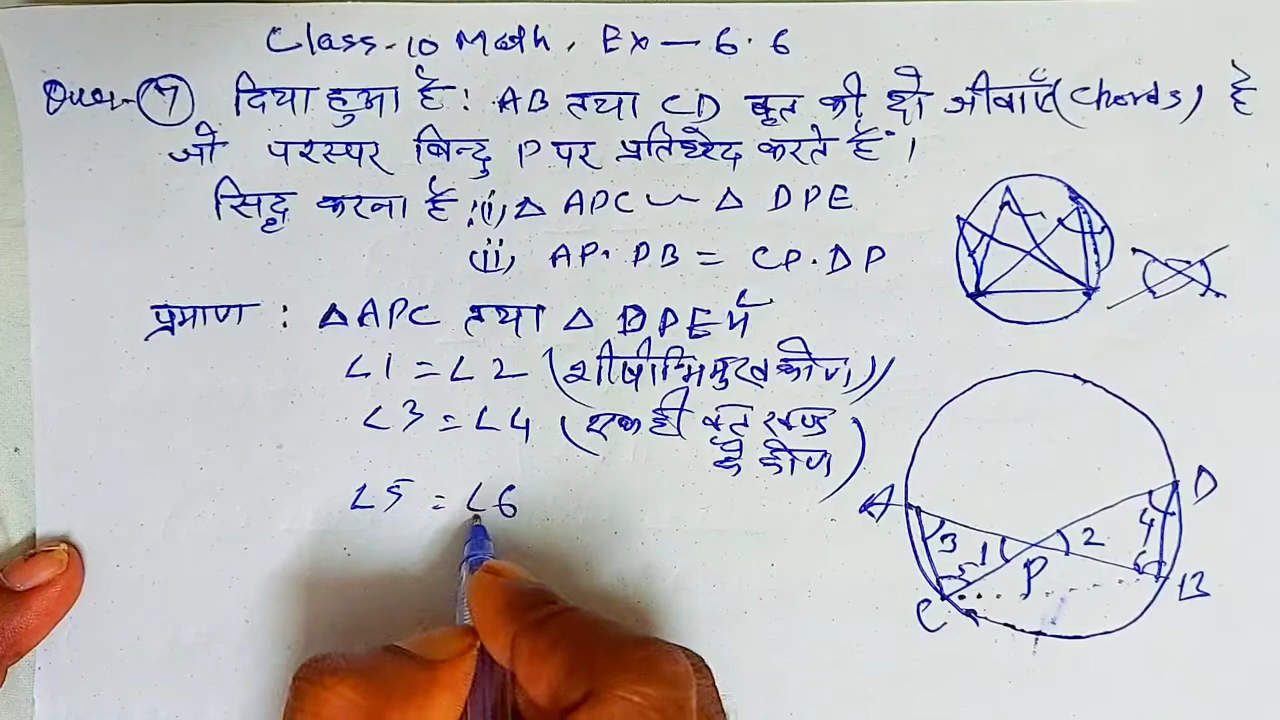 Class-10 Math, Ex - 6.6
Ques-(7) दिया हुआ है: AB तथा CD वृत की दो जीवाएँ (Chords) है
जो परस्पर बिन्दु P पर प्रतिच्छेद करते हैं।
सिद्ध करना है: (i) △ APC ~ △ DPE
(ii) AP. PB = CP.DP
प्रमाण : △APC तथा △ DPE में
∠1 = ∠2 (शीर्षाभिमुख कोण)
∠3 = ∠4 (एक ही वृत खण्ड
के कोण)
∠5 = ∠6
A
D
3
1
2
4
5
P
6
B
C